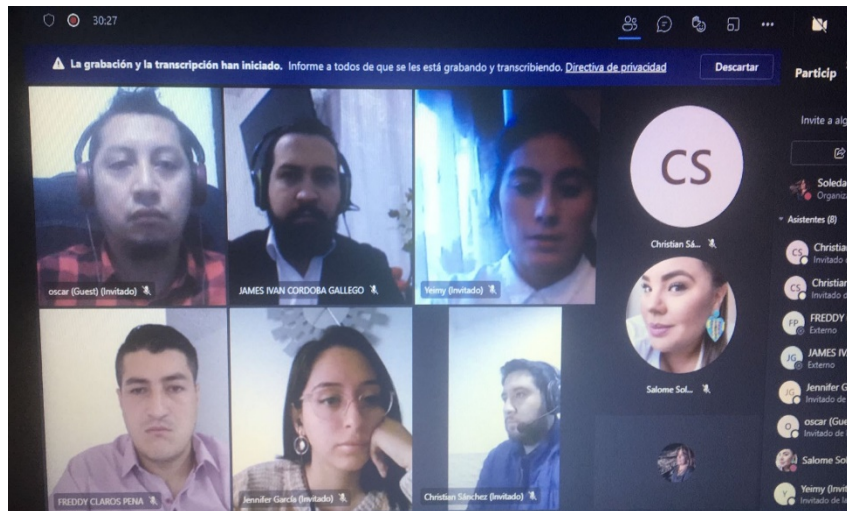 30:27
La grabación y la transcripción han iniciado. Informe a todos de que se les está grabando y transcribiendo. Directiva de privacidad
Descartar
Particip
Invite a alg
CS
oscar (Guest) (Invitado)
JAMES IVAN CORDOBA GALLEGO
Yeimy (Invitado)
Christian Sá...
Salome Sol...
FREDDY CLAROS PENA
Jennifer García (Invitado)
Christian Sánchez (Invitado)
Soleda
Organiz
Asistentes (8)
CS
Christian
Invitado
CS
Christian
Invitado d
FP
FREDDY
Externo
JG
JAMES IV
Externo
JG
Jennifer G
Invitado de
O
oscar (Gue
Invitado de
Salome Sol
Y
Yeimy (Invit
Invitado de la